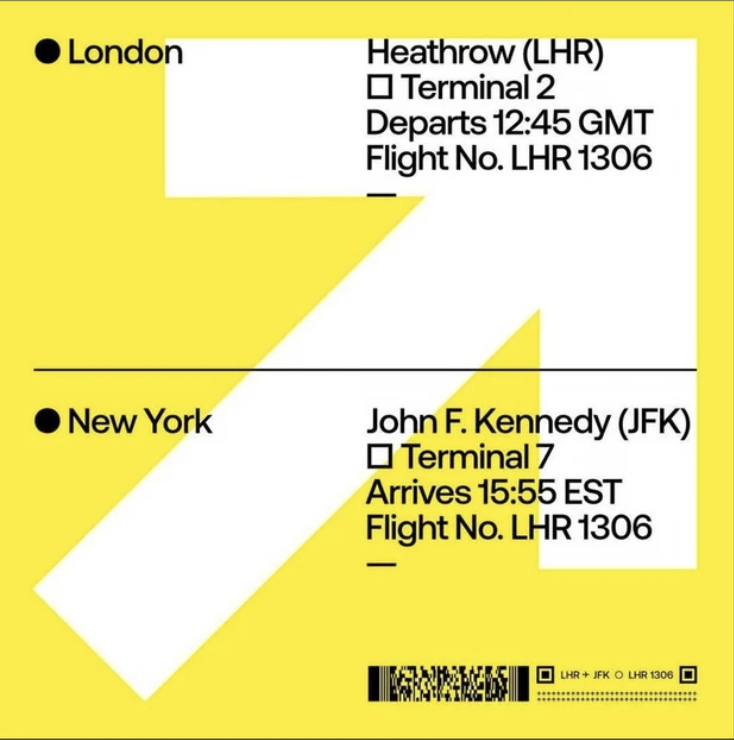 ● London
Heathrow (LHR)
☐ Terminal 2
Departs 12:45 GMT
Flight No. LHR 1306
—
● New York
John F. Kennedy (JFK)
☐ Terminal 7
Arrives 15:55 EST
Flight No. LHR 1306
—
LHR ✈ JFK ○ LHR 1306